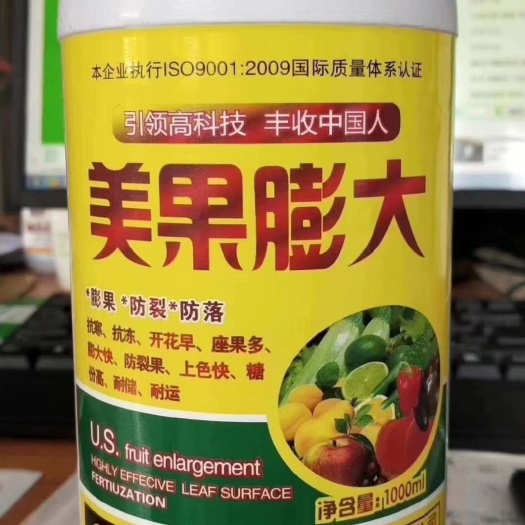 本企业执行ISO9001:2009国际质量体系认证
引领高科技 丰收中国人
美果膨大
*膨果 *防裂*防落
抗寒、抗冻、开花早、座果多、
膨大快、防裂果、上色快、糖
份高、耐储、耐运
U.S. fruit enlargement
HIGHLY EFFECIVE LEAF SURFACE
FERTIUZATION
净含量:1000ml